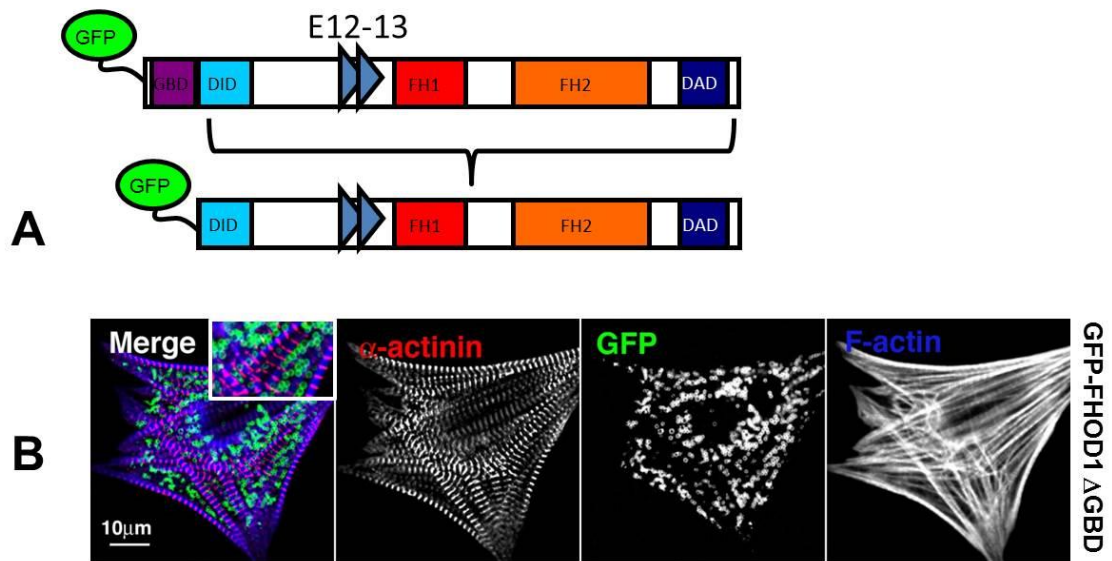 GFP
E12-13
GBD DID FH1 FH2 DAD
GFP
A
DID FH1 FH2 DAD
B
Merge α-actinin GFP F-actin
10μm
GFP-FHOD1 ΔGBD